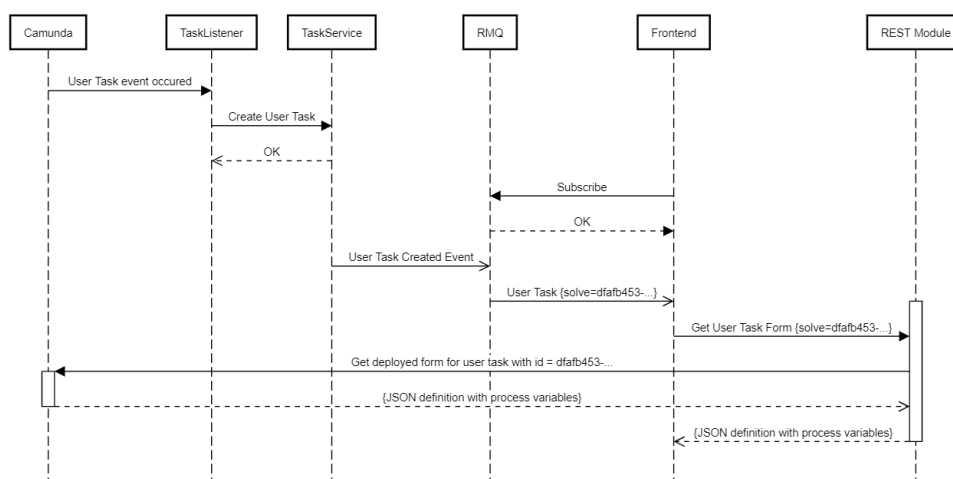 Camunda
TaskListener
TaskService
RMQ
Frontend
REST Module
User Task event occured
Create User Task
OK
Subscribe
OK
User Task Created Event
User Task {solve=dfafb453-...}
Get User Task Form {solve=dfafb453-...}
Get deployed form for user task with id = dfafb453-...
{JSON definition with process variables}
{JSON definition with process variables}